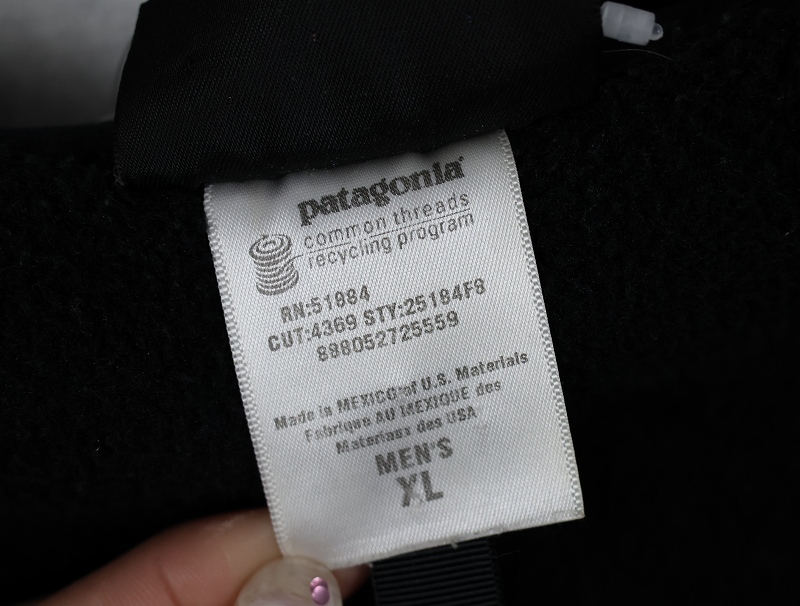 patagonia
common threads
recycling program
RN:51884
CUT:4369 STY:25184F8
888052725559
Made in MEXICO of U.S. Materials
Fabrique AU MEXIQUE des
Materiaux des USA
MEN'S
XL